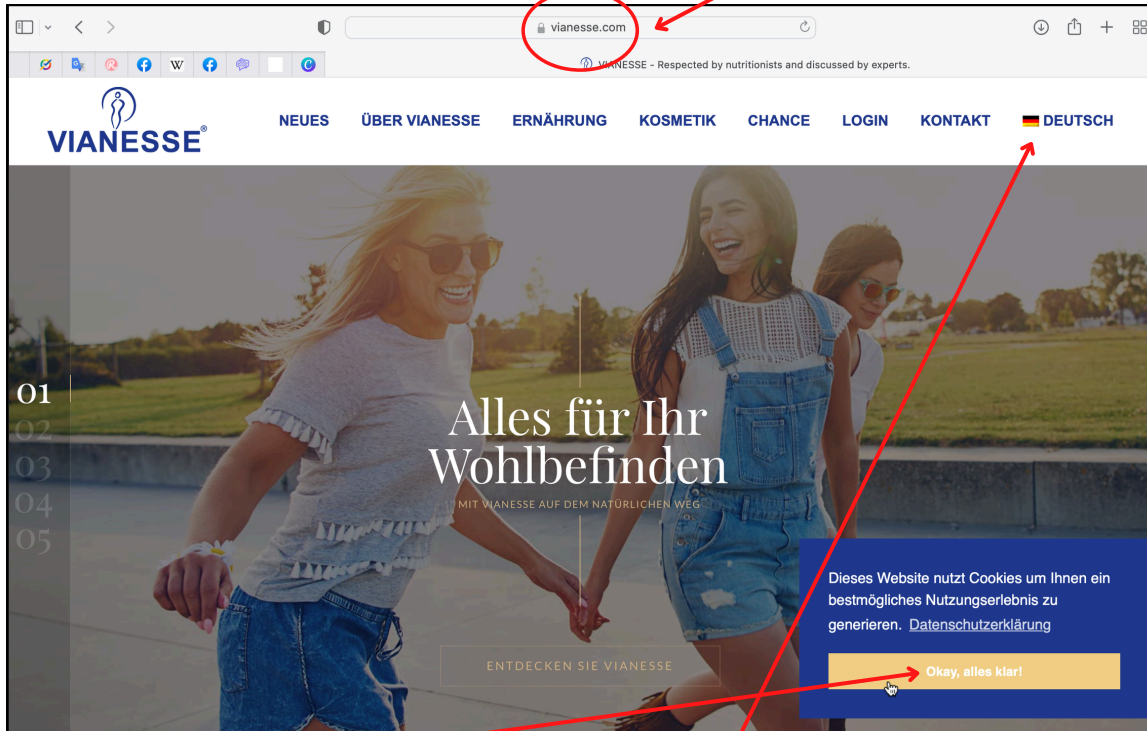 vianesse.com
VIANESSE - Respected by nutritionists and discussed by experts.
VIANESSE®
NEUES ÜBER VIANESSE ERNÄHRUNG KOSMETIK CHANCE LOGIN KONTAKT DEUTSCH
01
02
03
04
05
Alles für Ihr
Wohlbefinden
MIT VIANESSE AUF DEM NATÜRLICHEN WEG
ENTDECKEN SIE VIANESSE
Dieses Website nutzt Cookies um Ihnen ein
bestmögliches Nutzungserlebnis zu
generieren. Datenschutzerklärung
Okay, alles klar!